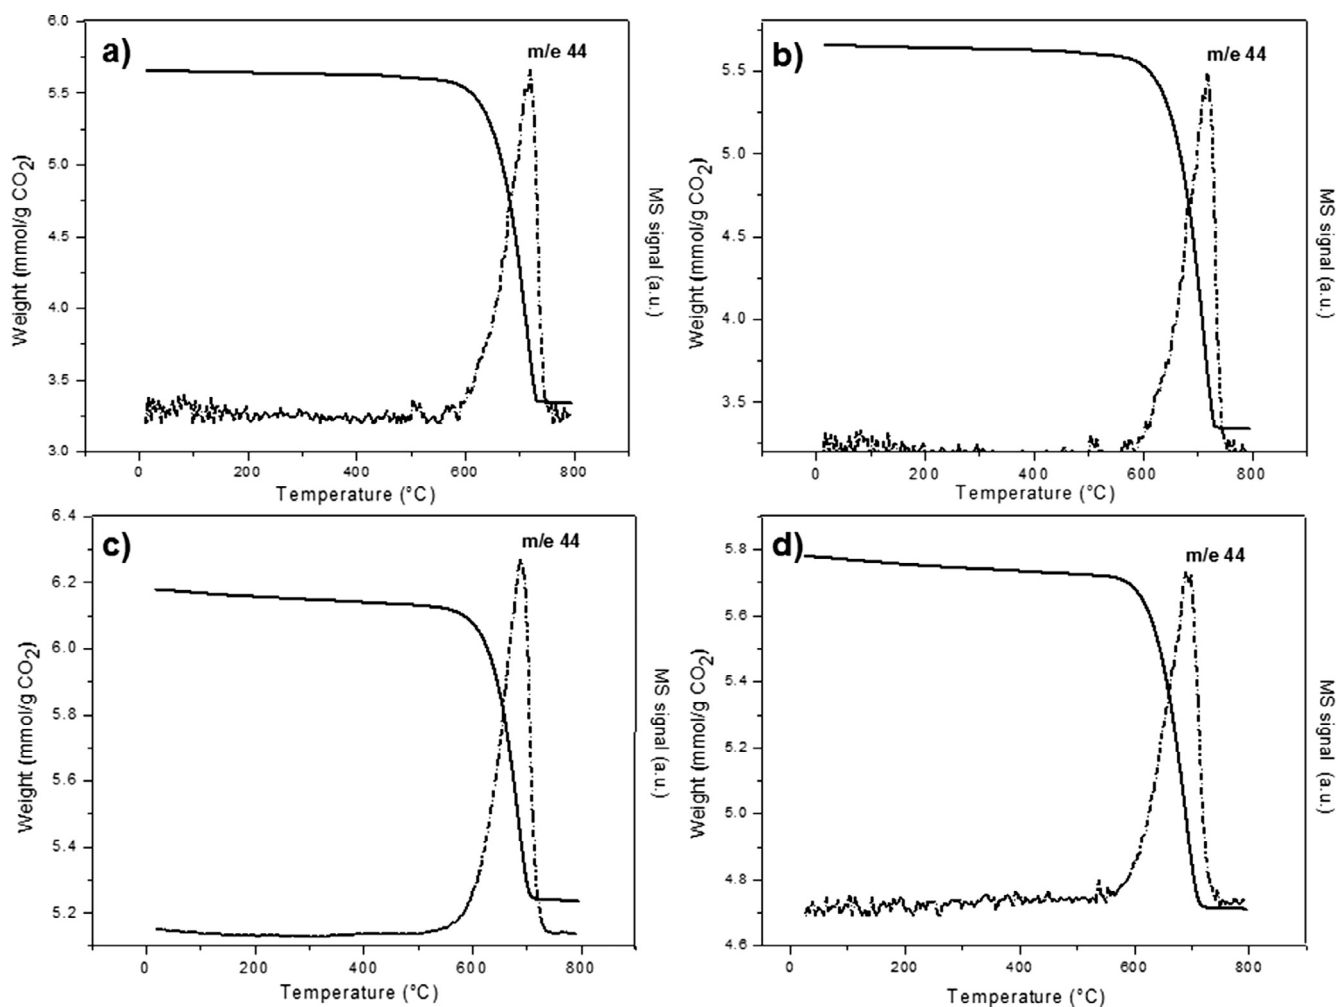 a)
m/e 44
6.0
5.5
5.0
4.5
4.0
3.5
3.0
Weight (mmol/g CO2)
MS signal (a.u.)
0 200 400 600 800
Temperature (°C)
b)
m/e 44
5.5
5.0
4.5
4.0
3.5
Weight (mmol/g CO2)
MS signal (a.u.)
0 200 400 600 800
Temperature (°C)
c)
m/e 44
6.4
6.2
6.0
5.8
5.6
5.4
5.2
Weight (mmol/g CO2)
MS signal (a.u.)
0 200 400 600 800
Temperature (°C)
d)
m/e 44
5.8
5.6
5.4
5.2
5.0
4.8
4.6
Weight (mmol/g CO2)
MS signal (a.u.)
0 200 400 600 800
Temperature (°C)